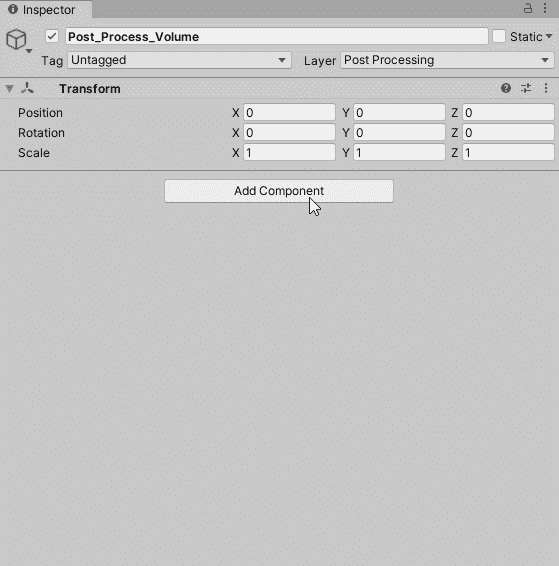 Inspector
Post_Process_Volume Static
Tag Untagged Layer Post Processing
Transform
Position X 0 Y 0 Z 0
Rotation X 0 Y 0 Z 0
Scale X 1 Y 1 Z 1
Add Component